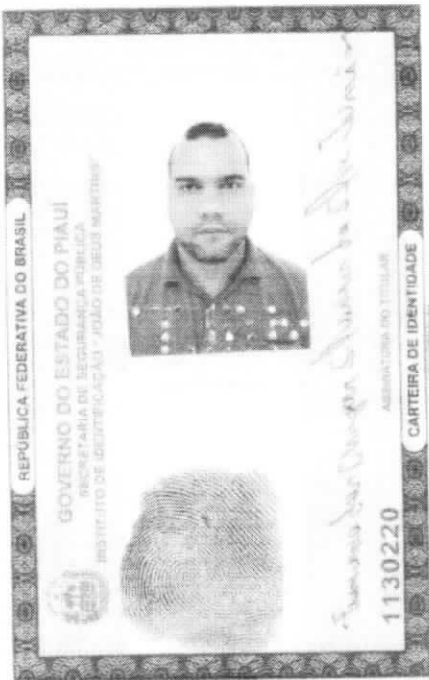 REPÚBLICA FEDERATIVA DO BRASIL
GOVERNO DO ESTADO DO PIAUÍ
SECRETARIA DE SEGURANÇA PÚBLICA
INSTITUTO DE IDENTIFICAÇÃO "JOÃO DE DEUS MARTINS"
ASSINATURA DO TITULAR
1130220
CARTEIRA DE IDENTIDADE